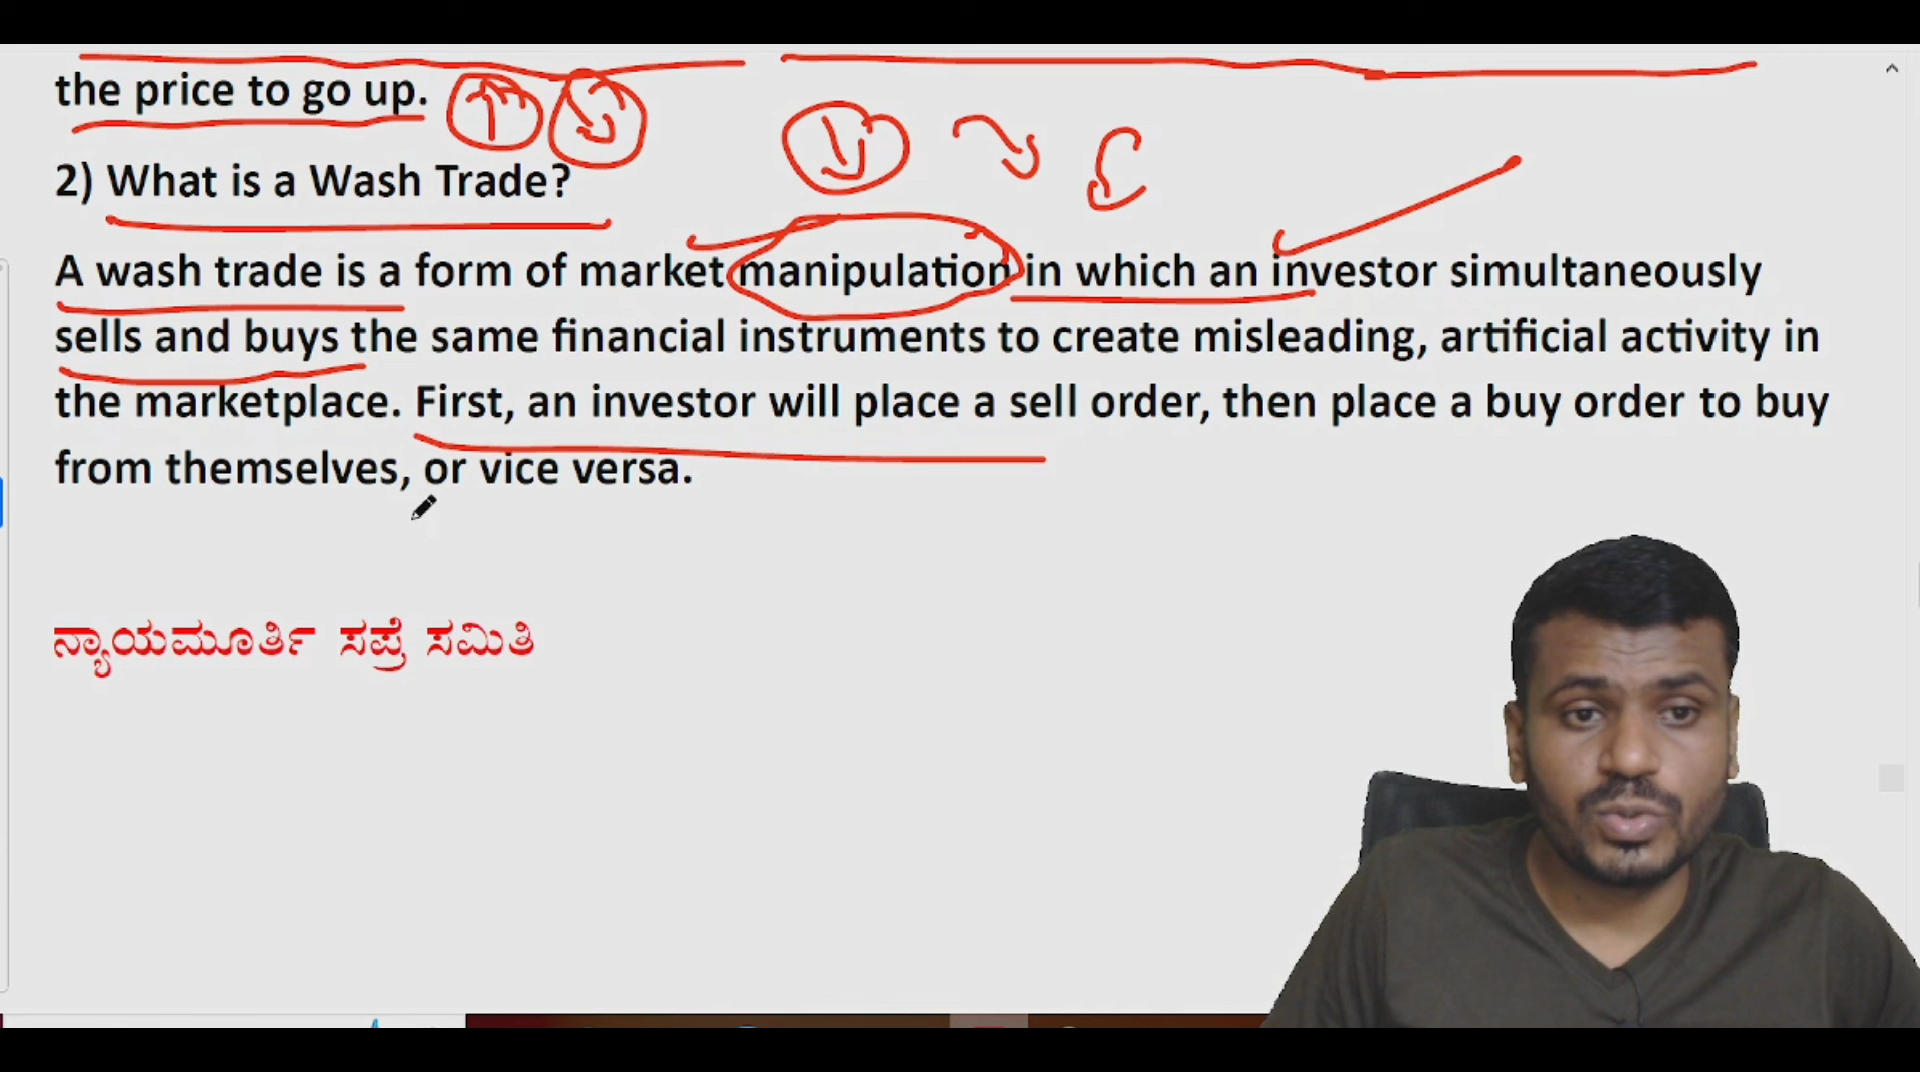 the price to go up.
2) What is a Wash Trade?
A wash trade is a form of market manipulation in which an investor simultaneously
sells and buys the same financial instruments to create misleading, artificial activity in
the marketplace. First, an investor will place a sell order, then place a buy order to buy
from themselves, or vice versa.
ನ್ಯಾಯಮೂರ್ತಿ ಸಪ್ರೆ ಸಮಿತಿ